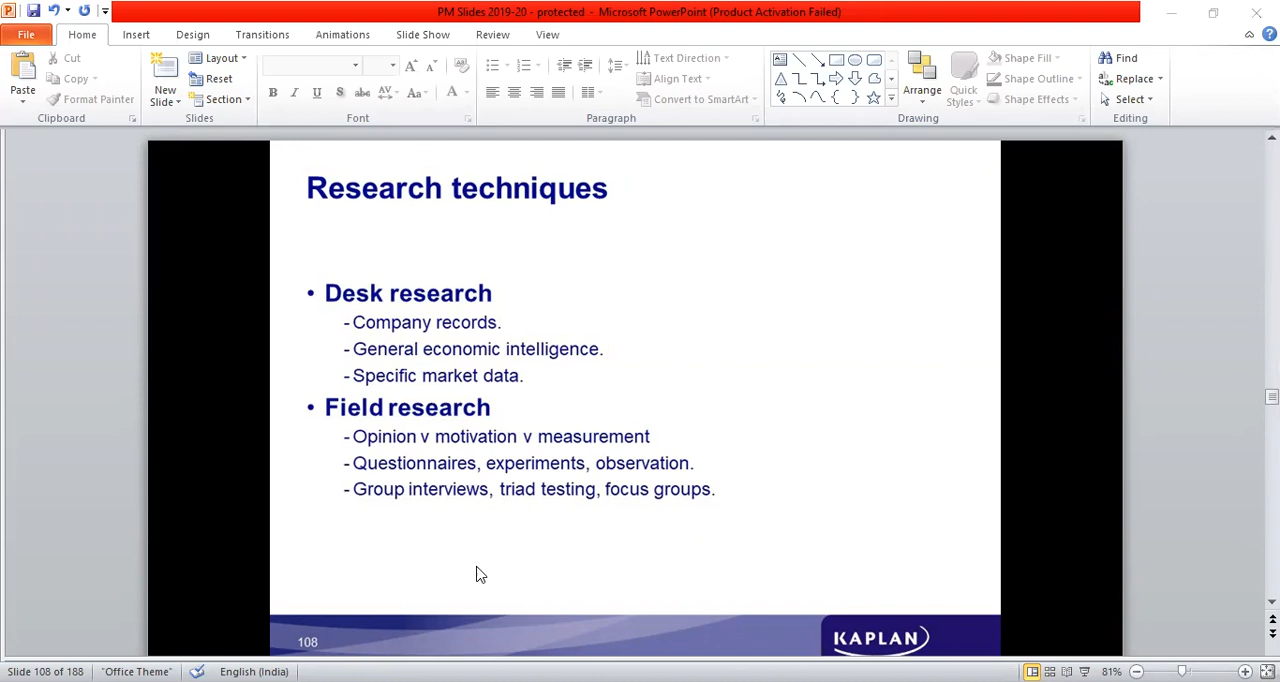 PM Slides 2019-20 - protected - Microsoft PowerPoint (Product Activation Failed)
File Home Insert Design Transitions Animations Slide Show Review View
Paste
Cut
Copy
Format Painter
Clipboard
New Slide
Layout
Reset
Section
Slides
B I U S abc AV Aa A
Font
Text Direction
Align Text
Convert to SmartArt
Paragraph
Arrange
Quick Styles
Shape Fill
Shape Outline
Shape Effects
Drawing
Find
Replace
Select
Editing
Research techniques
• Desk research
- Company records.
- General economic intelligence.
- Specific market data.
• Field research
- Opinion v motivation v measurement
- Questionnaires, experiments, observation.
- Group interviews, triad testing, focus groups.
108
KAPLAN
Slide 108 of 188 "Office Theme" English (India) 81%